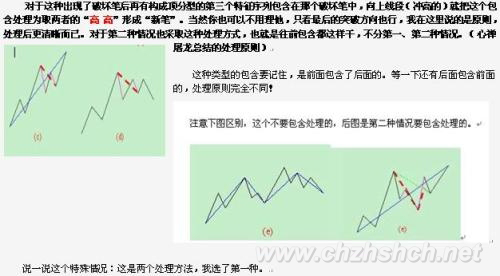 对于这种出现了破坏笔后再有构成顶分型的第三个特征序列包含在那个破坏笔中，向上线段（冲高的）就把这个包
含处理为取两者的“高 高”形成“新笔”。当然你也可以不用理他，只看最后的突破方向也行，我在这里说的是原则，
处理后更清晰而已。对于第二种情况也采取这种处理方式，也就是往前包含都这样干，不分第一、第二种情况。（心禅
居龙总结的处理原则）
这种类型的包含要记住，是前面包含了后面的。等一下还有后面包含前面
的，处理原则完全不同！
(c)
(d)
注意下图区别，这个不要包含处理的，后图是第二种情况要包含处理的。
(e)
(e)
www.chzhshch.net
说一说这个特殊情况：这是两个处理方法，我选了第一种。